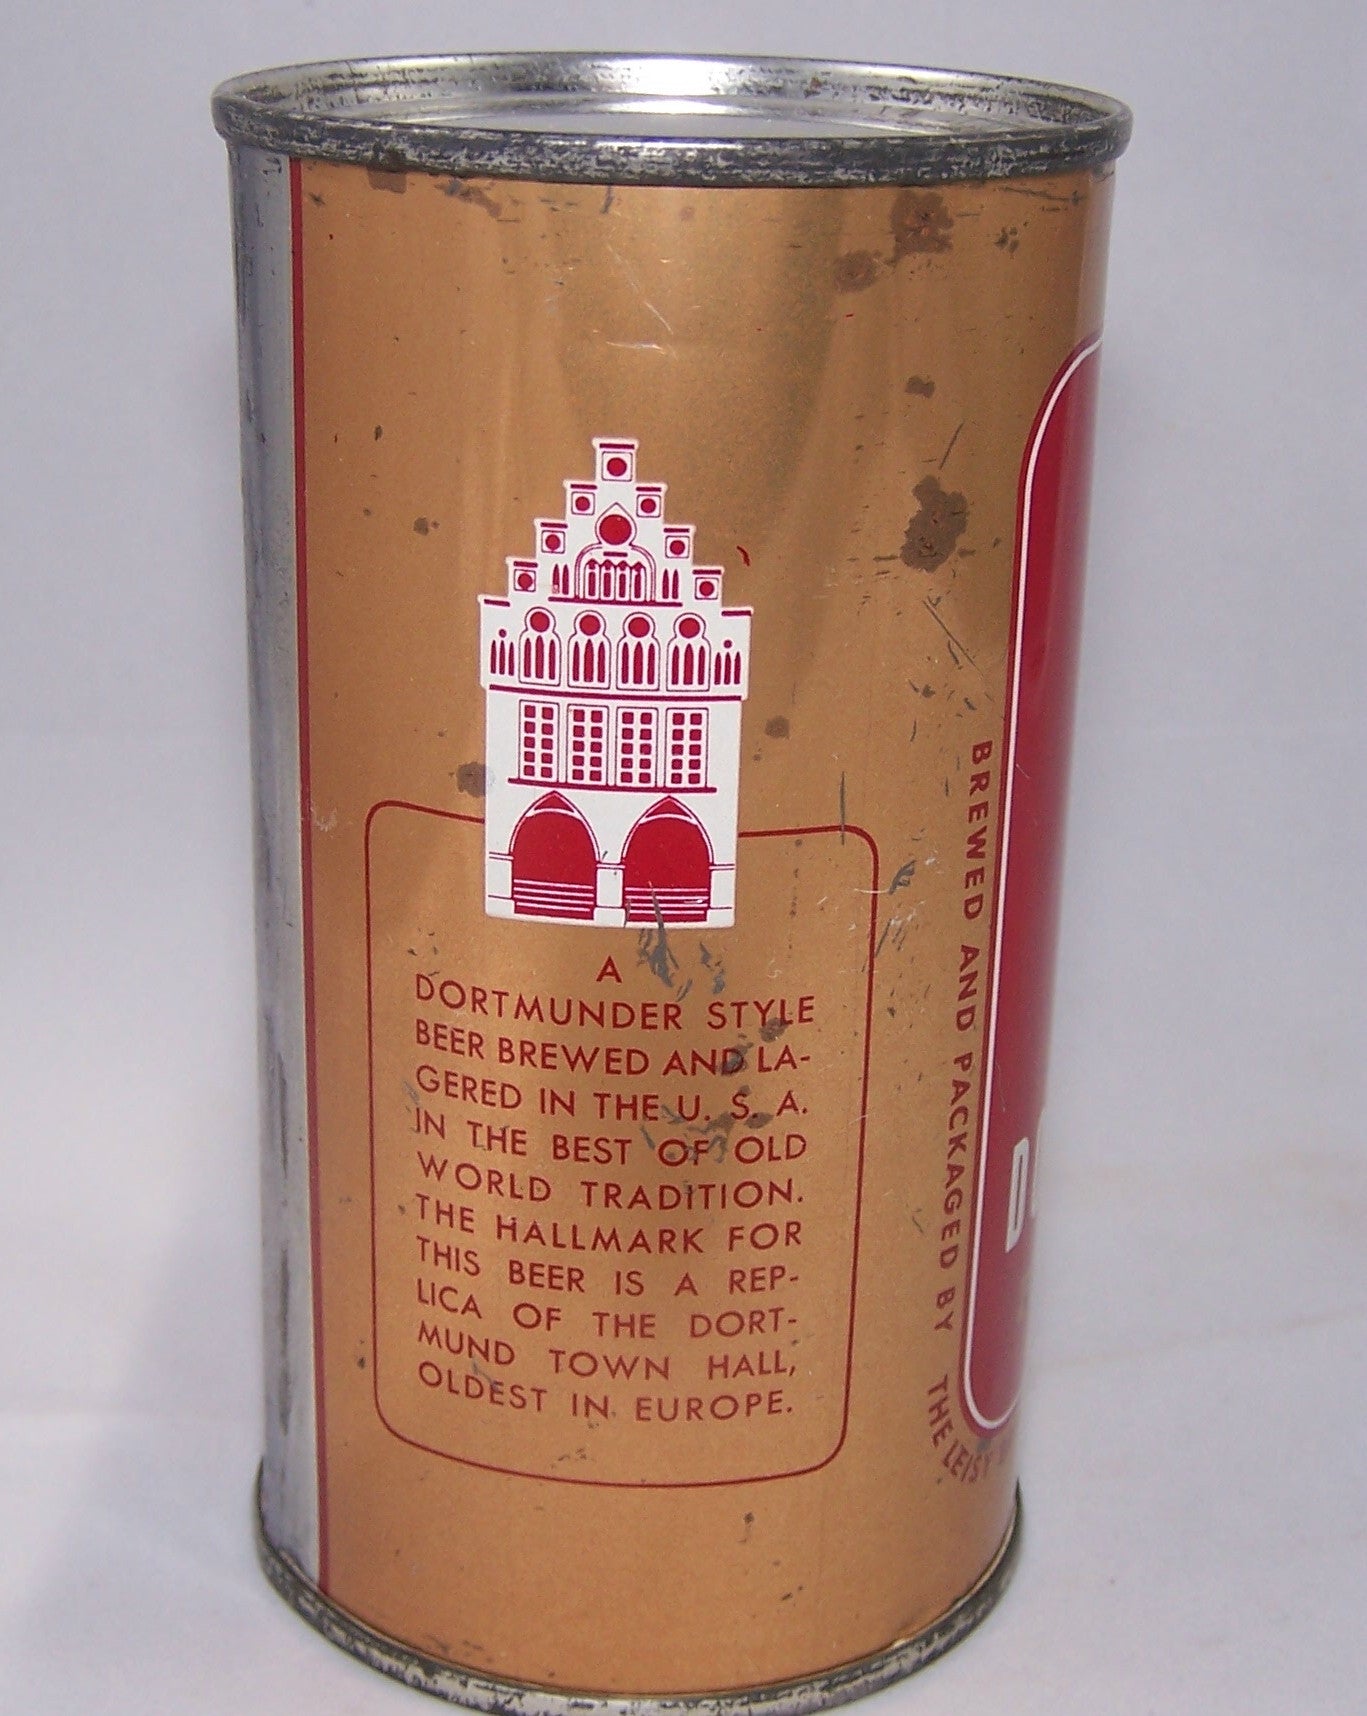 A
DORTMUNDER STYLE
BEER BREWED AND LA-
GERED IN THE U. S. A.
IN THE BEST OF OLD
WORLD TRADITION.
THE HALLMARK FOR
THIS BEER IS A REP-
LICA OF THE DORT-
MUND TOWN HALL,
OLDEST IN EUROPE.
BREWED AND PACKAGED BY THE LEISY